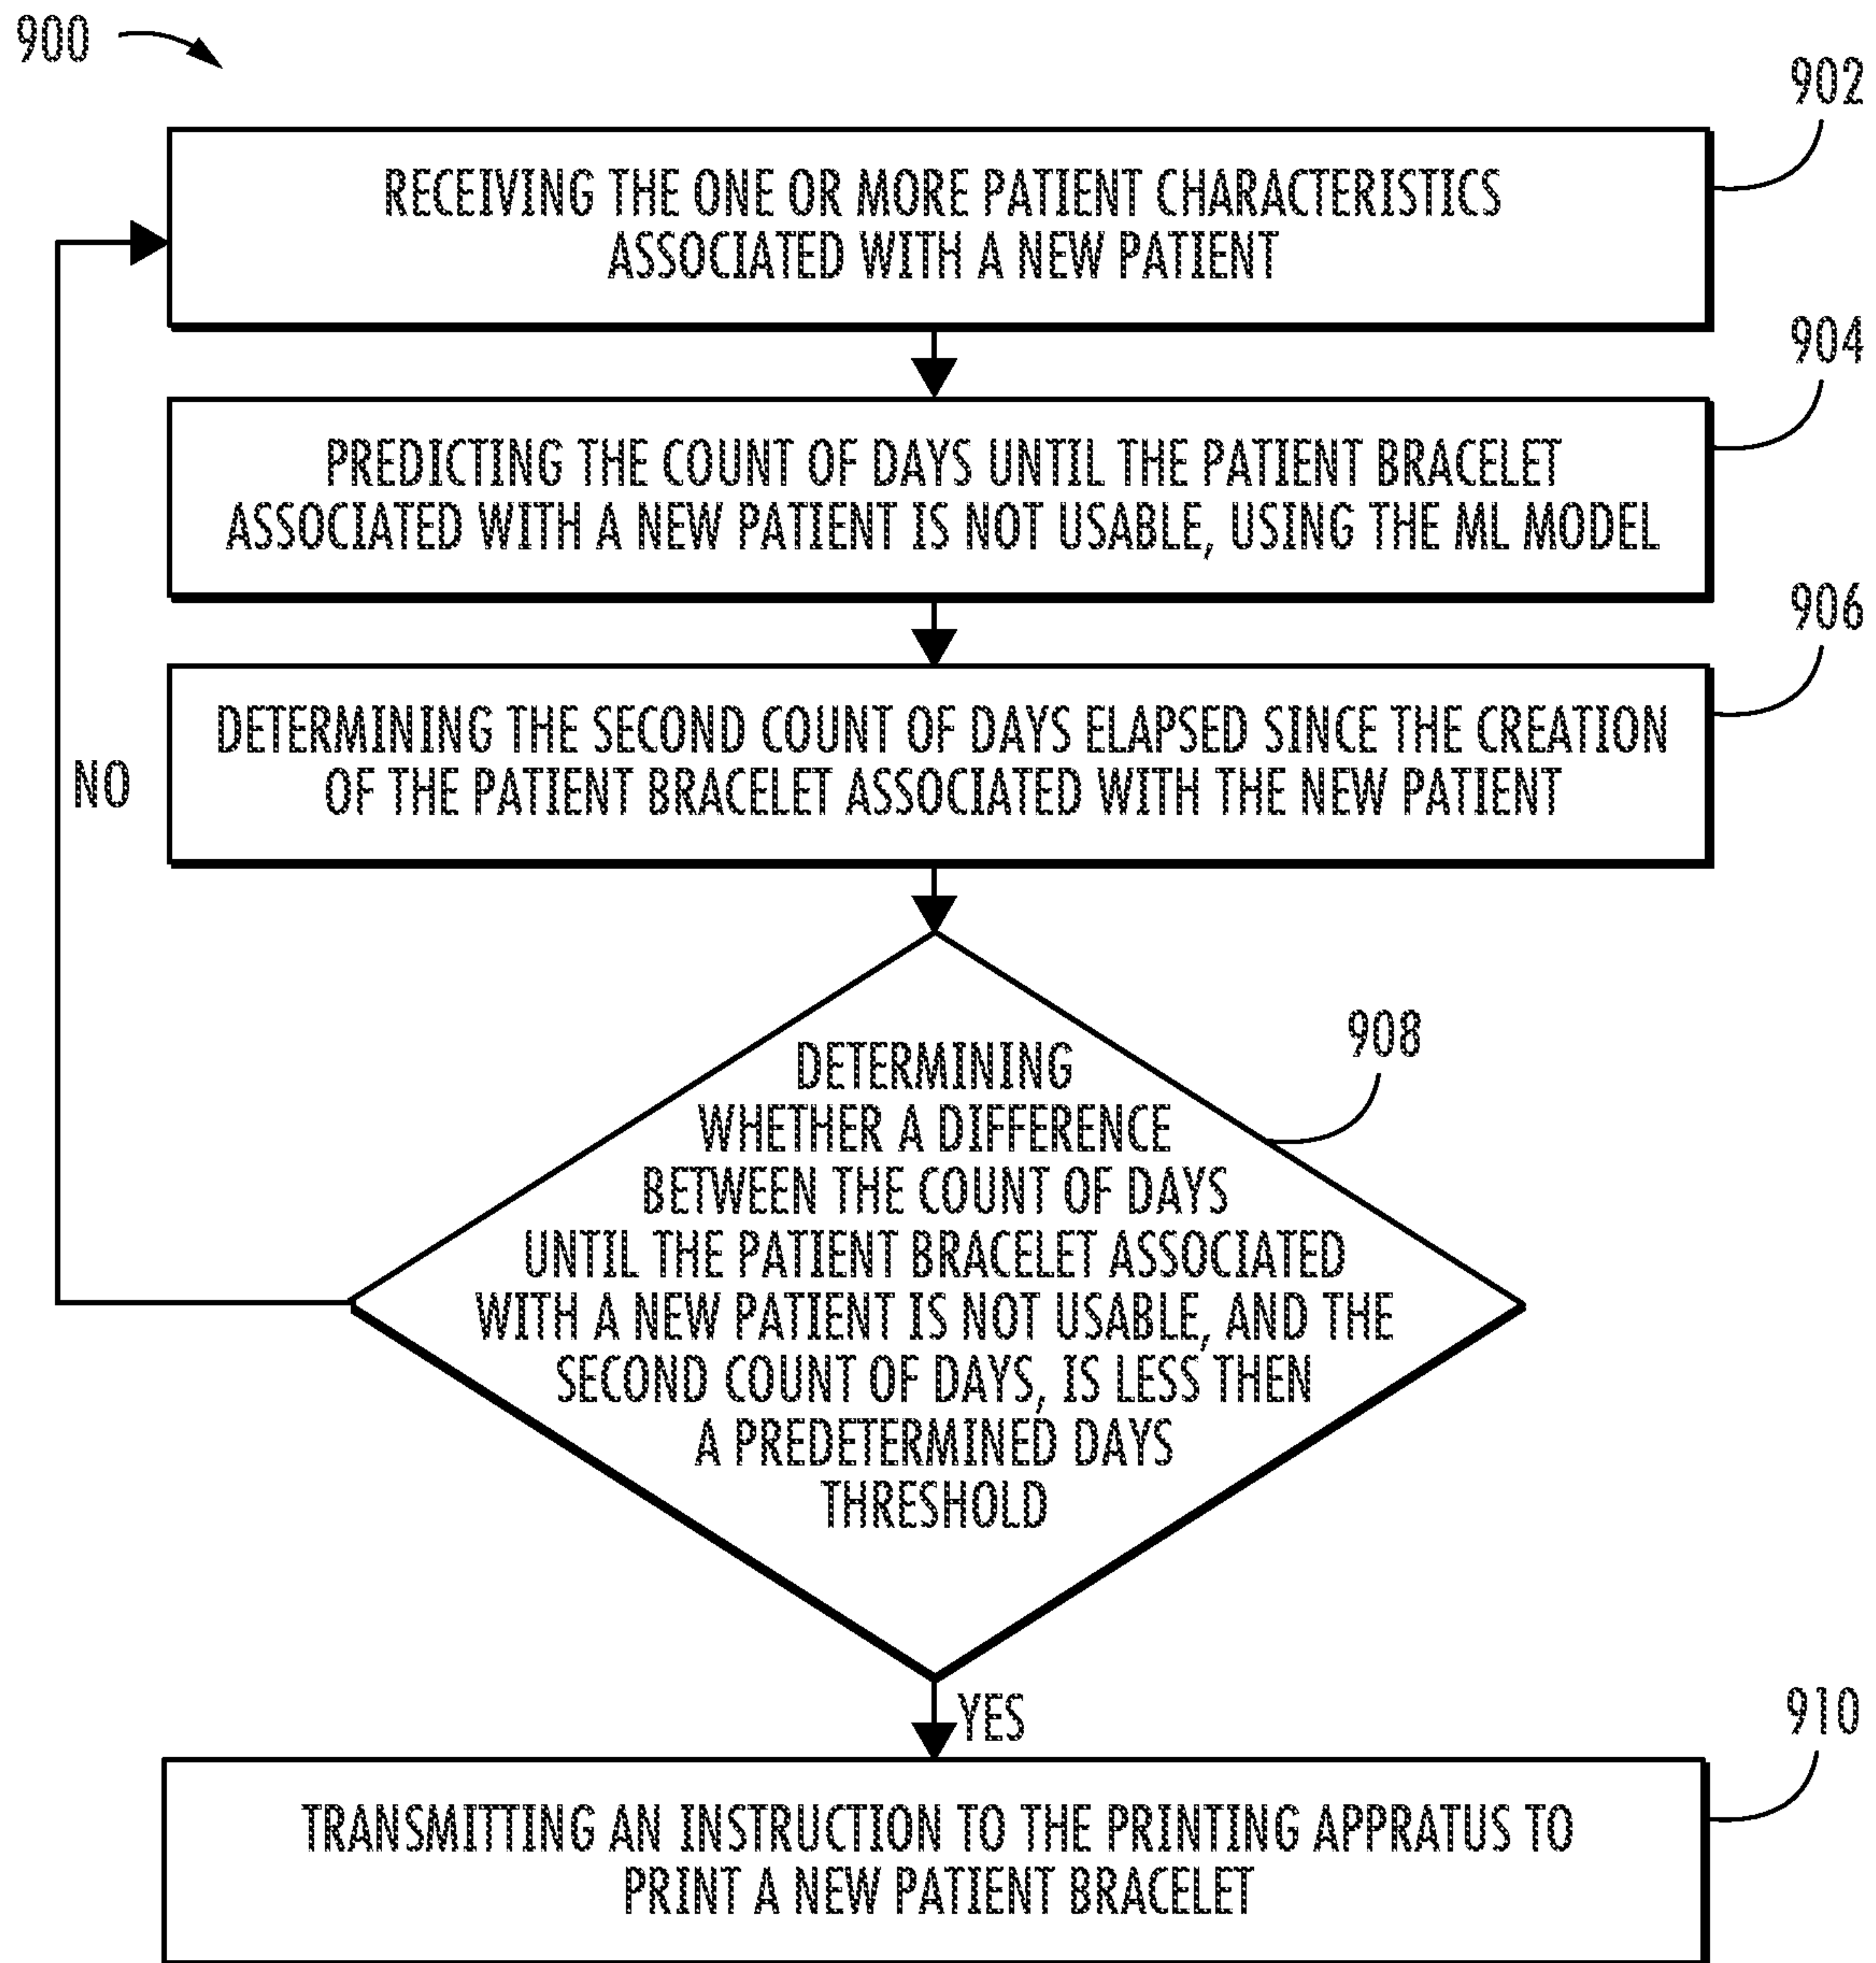 900
902
RECEIVING THE ONE OR MORE PATIENT CHARACTERISTICS
ASSOCIATED WITH A NEW PATIENT
904
PREDICTING THE COUNT OF DAYS UNTIL THE PATIENT BRACELET
ASSOCIATED WITH A NEW PATIENT IS NOT USABLE, USING THE ML MODEL
906
DETERMINING THE SECOND COUNT OF DAYS ELAPSED SINCE THE CREATION
OF THE PATIENT BRACELET ASSOCIATED WITH THE NEW PATIENT
NO
908
DETERMINING
WHETHER A DIFFERENCE
BETWEEN THE COUNT OF DAYS
UNTIL THE PATIENT BRACELET ASSOCIATED
WITH A NEW PATIENT IS NOT USABLE, AND THE
SECOND COUNT OF DAYS, IS LESS THEN
A PREDETERMINED DAYS
THRESHOLD
YES
910
TRANSMITTING AN INSTRUCTION TO THE PRINTING APPRATUS TO
PRINT A NEW PATIENT BRACELET